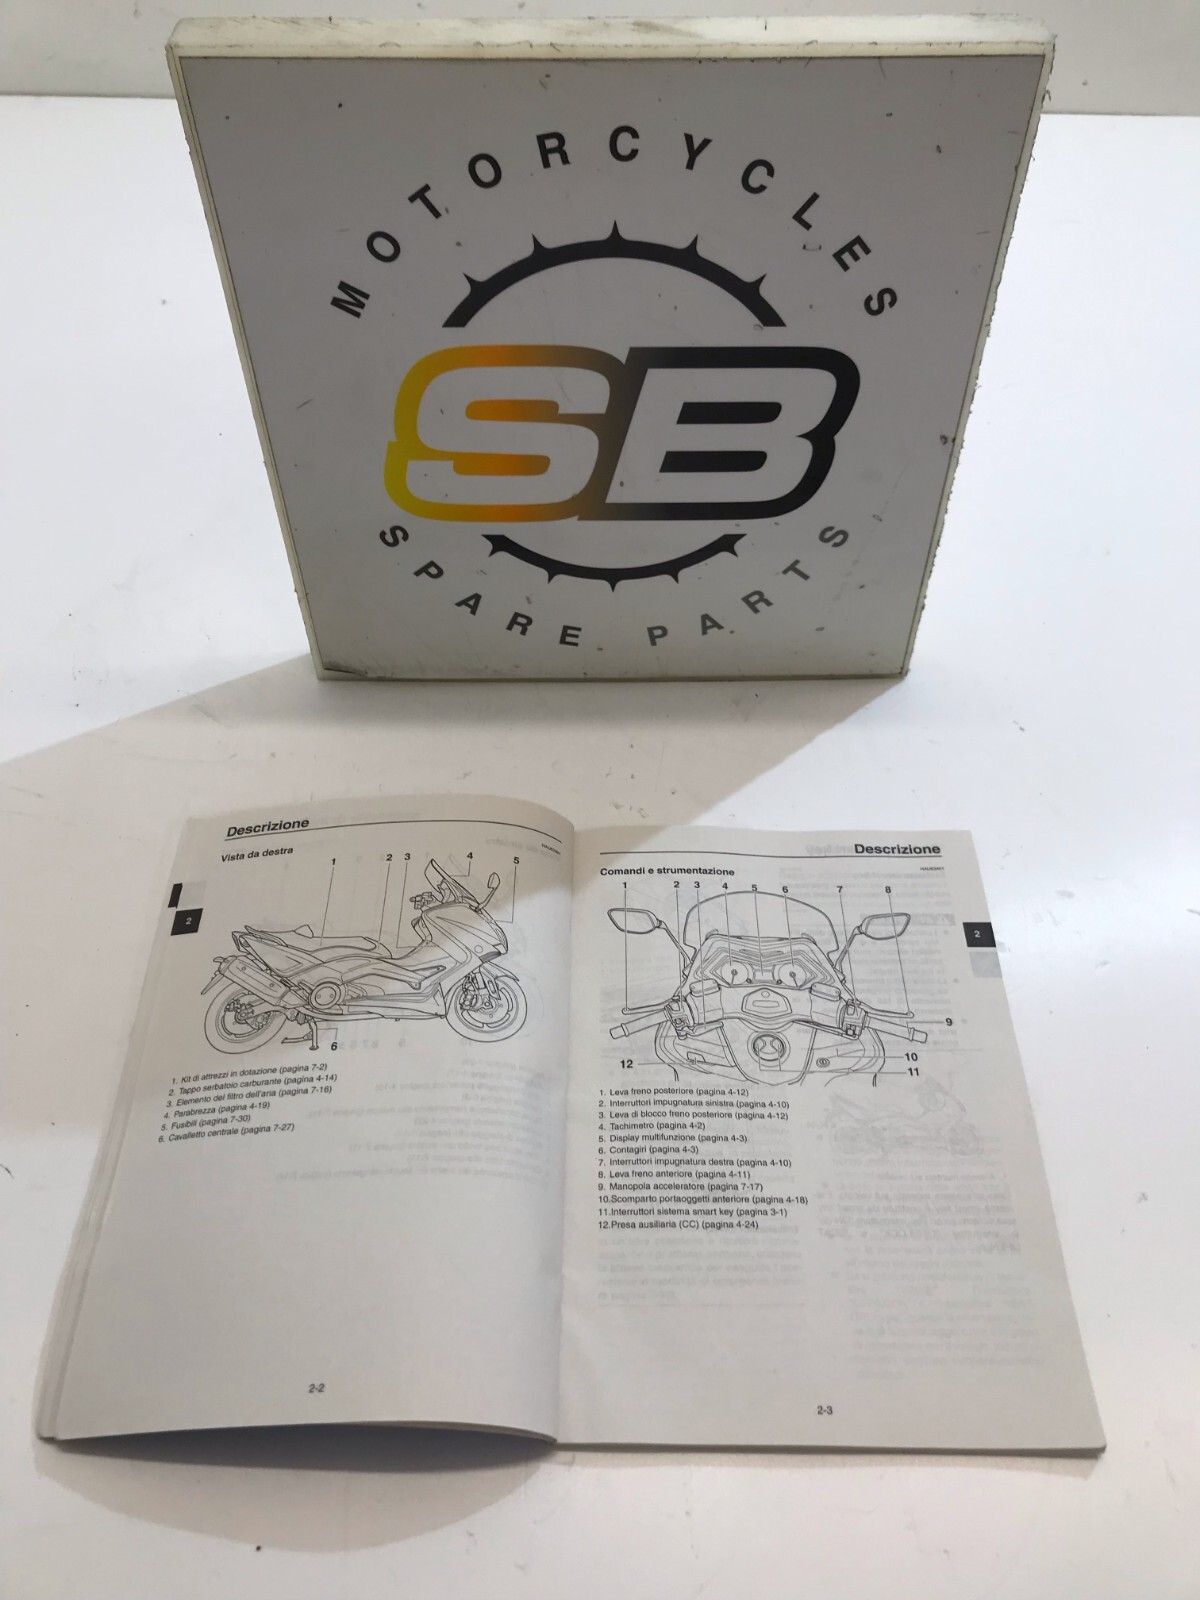 MOTORCYCLES
SB
SPARE PARTS
Descrizione
Vista da destra
1 2 3 4 5
2
6
1. Kit di attrezzi in dotazione (pagina 7-2)
2. Tappo serbatoio carburante (pagina 4-14)
3. Elemento del filtro dell'aria (pagina 7-16)
4. Parabrezza (pagina 4-19)
5. Fusibili (pagina 7-30)
6. Cavalletto centrale (pagina 7-27)
2-2
Descrizione
Comandi e strumentazione
1 2 3 4 5 6 7 8
2
9
10
11
12
1. Leva freno posteriore (pagina 4-12)
2. Interruttori impugnatura sinistra (pagina 4-10)
3. Leva di blocco freno posteriore (pagina 4-12)
4. Tachimetro (pagina 4-2)
5. Display multifunzione (pagina 4-3)
6. Contagiri (pagina 4-3)
7. Interruttori impugnatura destra (pagina 4-10)
8. Leva freno anteriore (pagina 4-11)
9. Manopola acceleratore (pagina 7-17)
10.Scomparto portaoggetti anteriore (pagina 4-18)
11.Interruttori sistema smart key (pagina 3-1)
12.Presa ausiliaria (CC) (pagina 4-24)
2-3